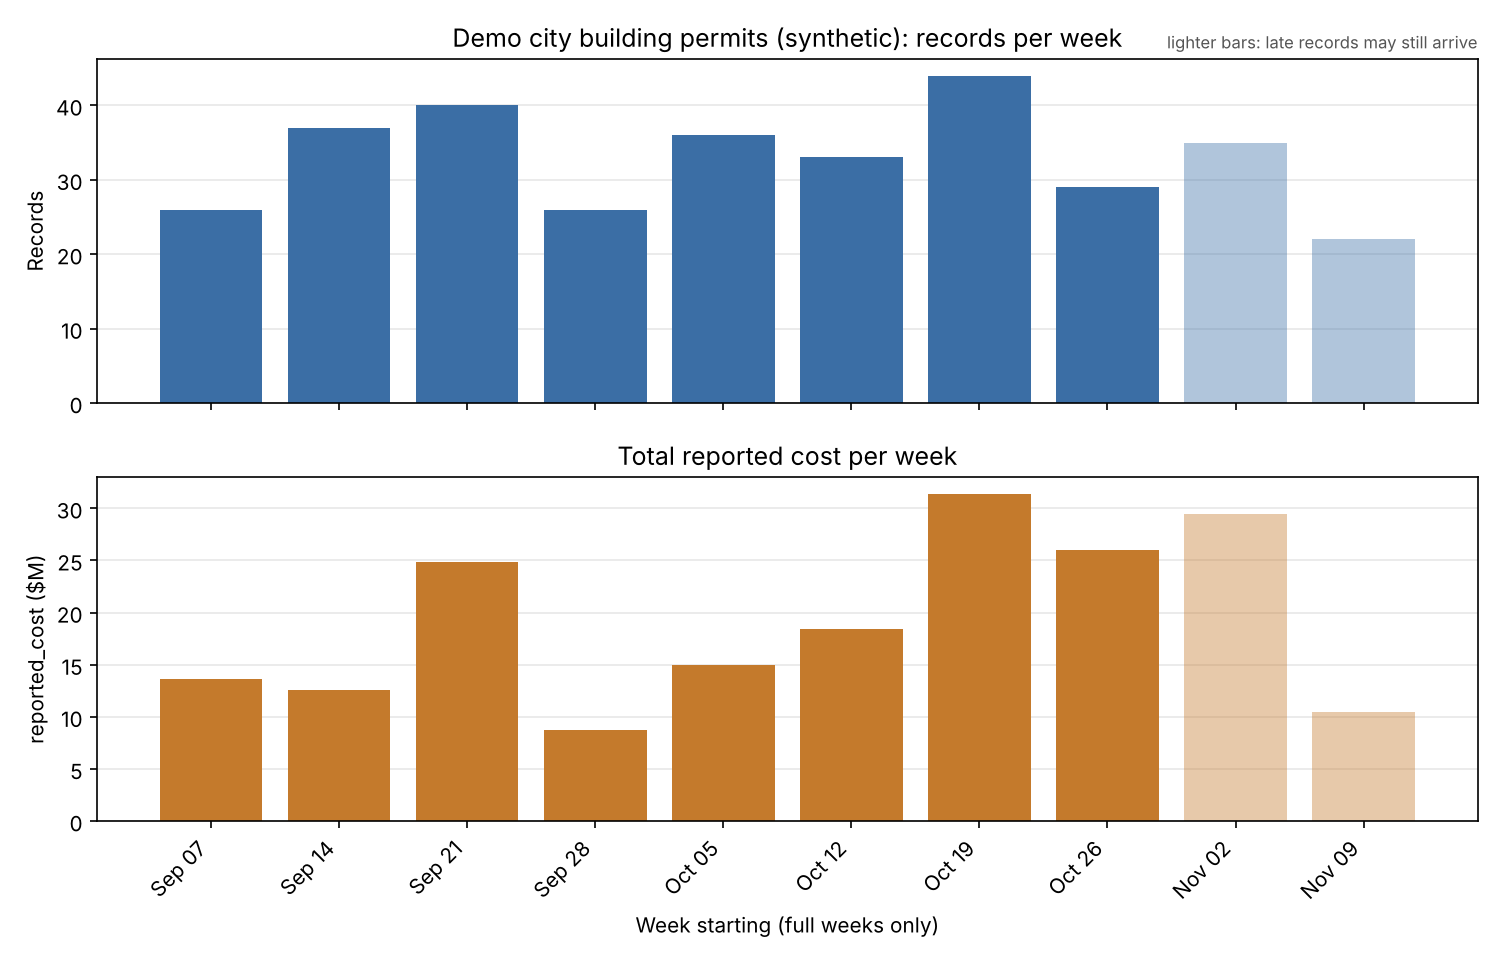 Demo city building permits (synthetic): records per week
lighter bars: late records may still arrive
Records
40
30
20
10
0
Total reported cost per week
reported_cost ($M)
30
25
20
15
10
5
0
Sep 07
Sep 14
Sep 21
Sep 28
Oct 05
Oct 12
Oct 19
Oct 26
Nov 02
Nov 09
Week starting (full weeks only)